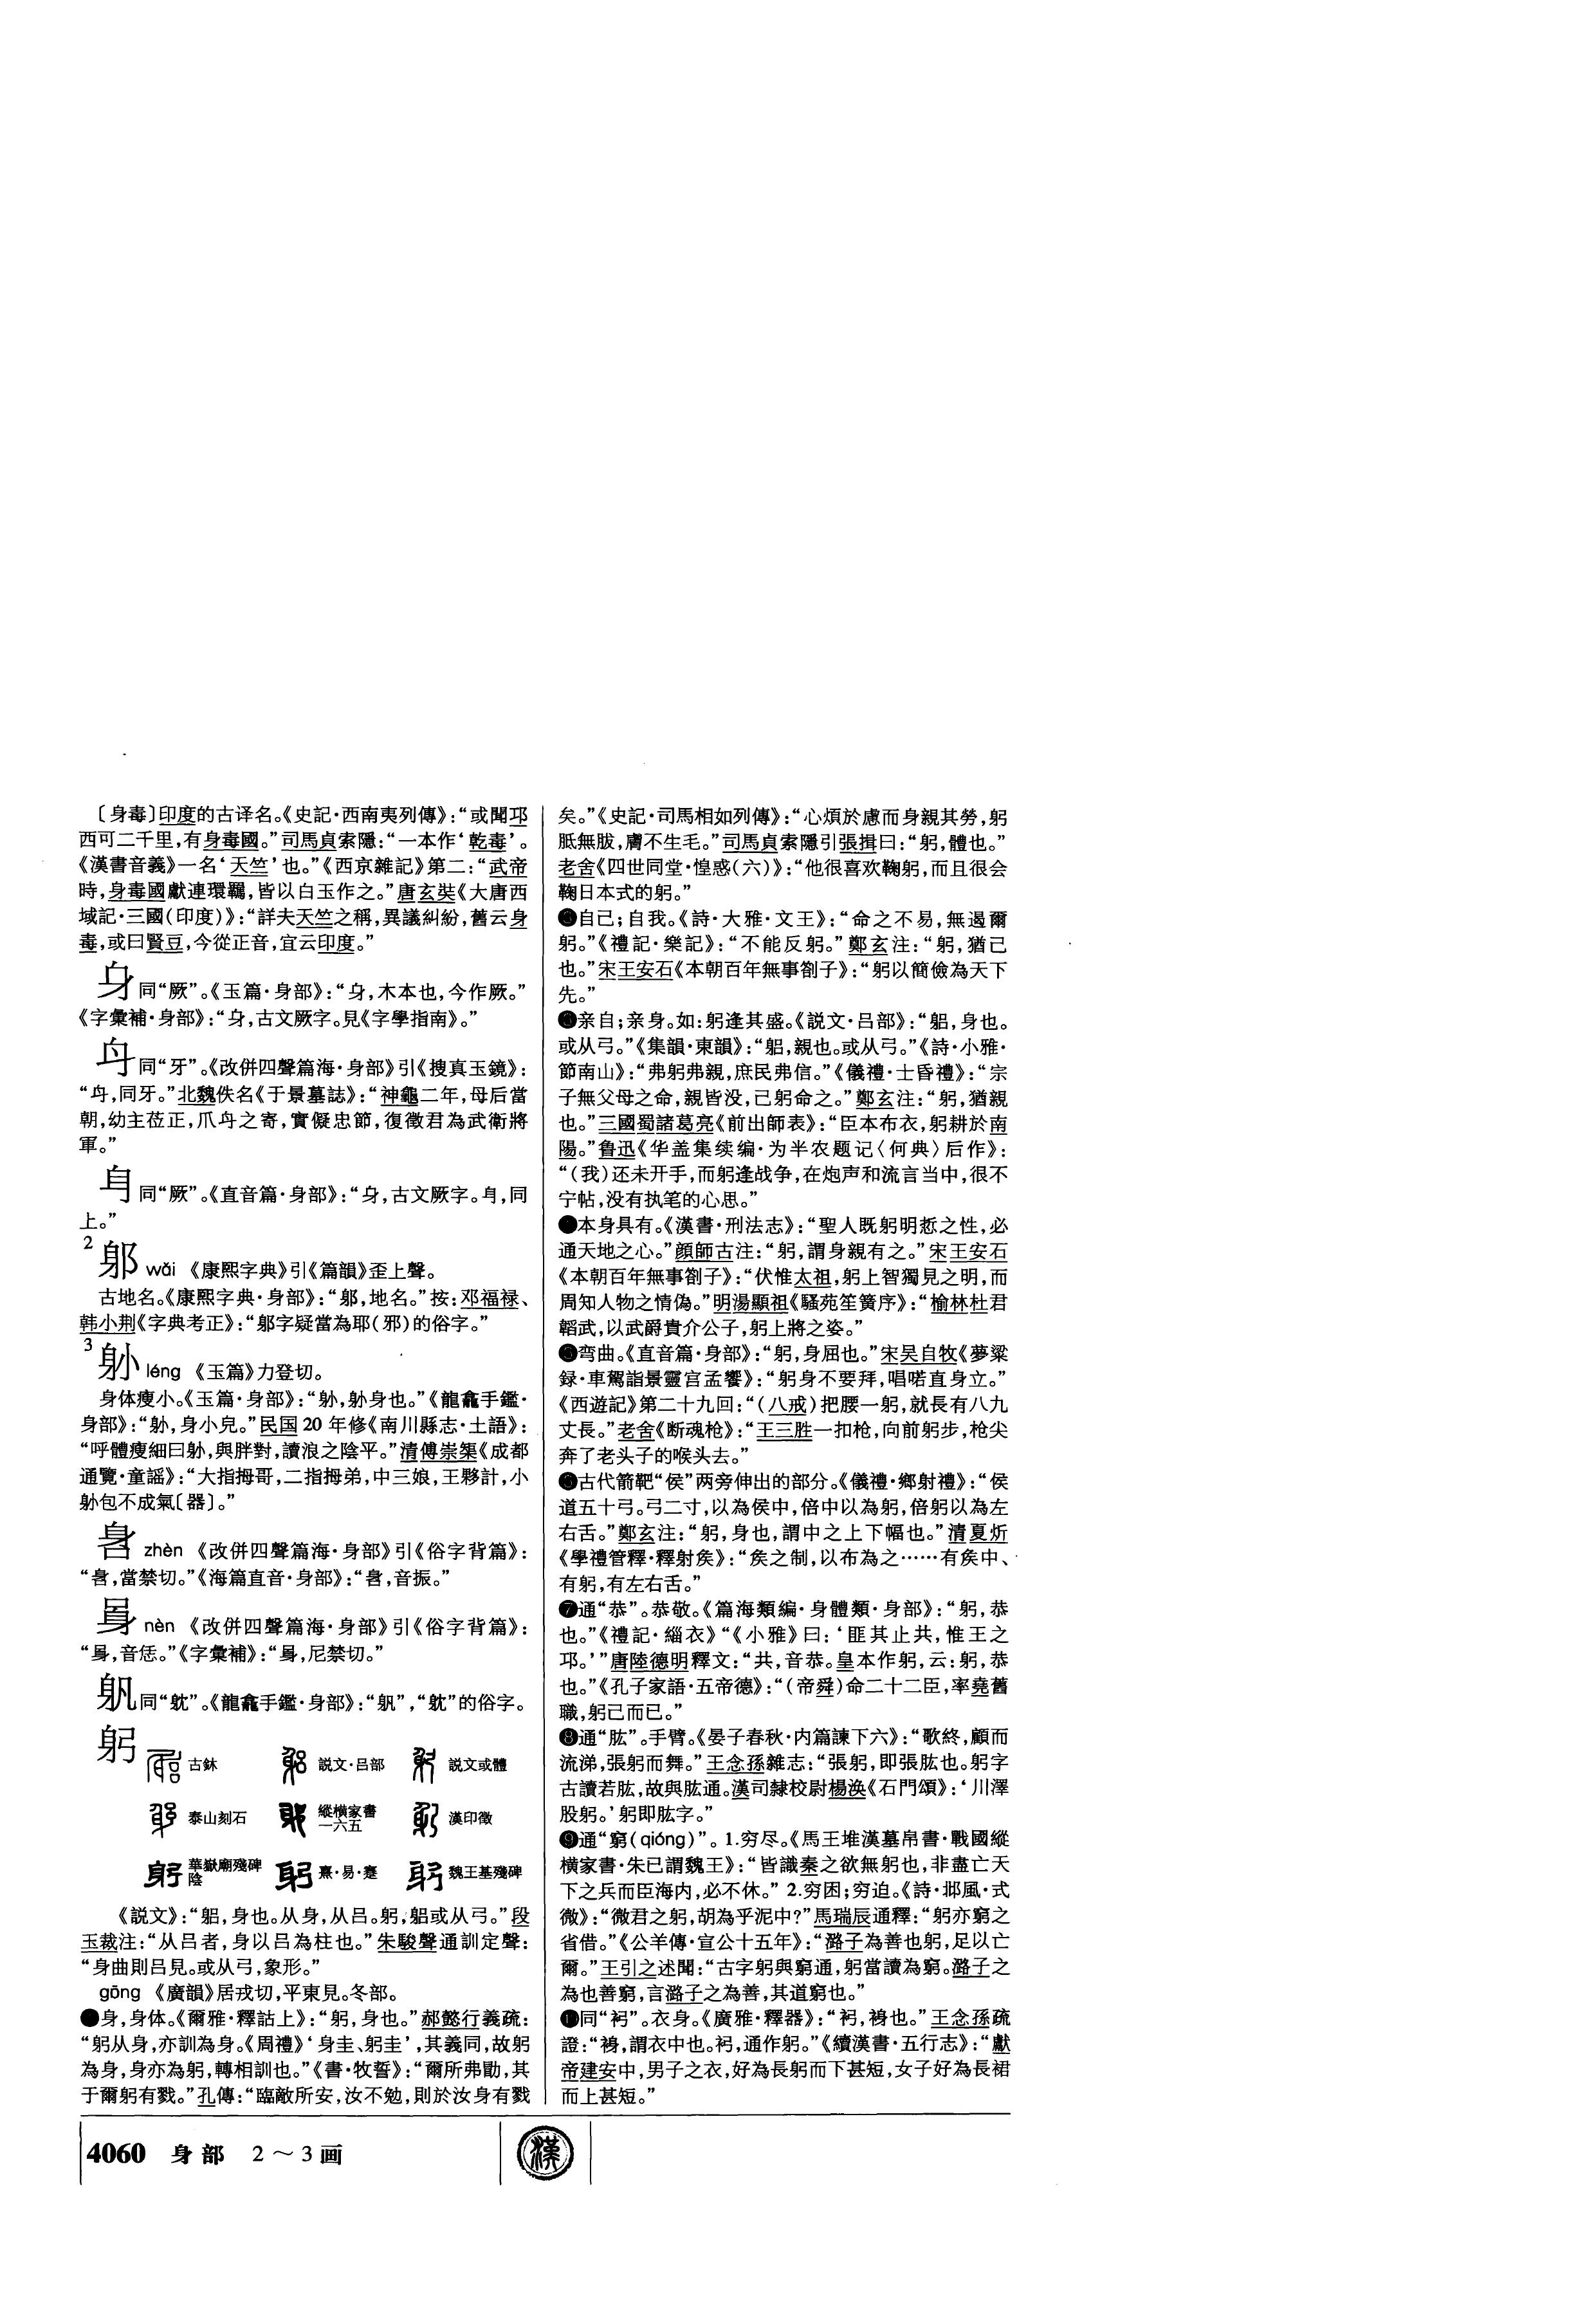 〔身毒〕印度的古译名。《史記·西南夷列傳》：“或聞邛
西可二千里，有身毒國。”司馬貞索隱：“一本作‘乾毒’。
《漢書音義》一名‘天竺’也。”《西京雜記》第二：“武帝
時，身毒國獻連環羈，皆以白玉作之。”唐玄奘《大唐西
域記·三國（印度）》：“詳夫天竺之稱，異議糾紛，舊云身
毒，或曰賢豆，今從正音，宜云印度。”
同“厥”。《玉篇·身部》：“，木本也，今作厥。”
《字彙補·身部》：“，古文厥字。見《字學指南》。”
同“牙”。《改併四聲篇海·身部》引《搜真玉鏡》：
“，同牙。”北魏佚名《于景墓誌》：“神龜二年，母后當
朝，幼主莅正，爪之寄，實儗忠節，復徵君為武衛將
軍。”
同“厥”。《直音篇·身部》：“，古文厥字。，同
上。”
2 wǎi 《康熙字典》引《篇韻》歪上聲。
古地名。《康熙字典·身部》：“，地名。”按：邓福禄、
韩小荆《字典考正》：“字疑當為耶（邪）的俗字。”
3 躮 léng 《玉篇》力登切。
身体瘦小。《玉篇·身部》：“，身也。”《龍龕手鑑·
身部》：“，身小皃。”民国20年修《南川縣志·土語》：
“呼體瘦細曰，與胖對，讀浪之陰平。”清傅崇榘《成都
通覽·童謡》：“大指拇哥，二指拇弟，中三娘，王夥計，小
包不成氣〔器〕。”
zhèn 《改併四聲篇海·身部》引《俗字背篇》：
“，當禁切。”《海篇直音·身部》：“，音振。”
nèn 《改併四聲篇海·身部》引《俗字背篇》：
“，音恁。”《字彙補》：“，尼禁切。”
同“躭”。《龍龕手鑑·身部》：“”，“躭”的俗字。
躬
古鉥 説文·吕部 説文或體
泰山刻石 縱橫家書一六五 漢印徵
華嶽廟殘碑陰 熹·易·蹇 魏王基殘碑
《説文》：“躳，身也。从身，从吕。躬，躳或从弓。”段
玉裁注：“从吕者，身以吕為柱也。”朱駿聲通訓定聲：
“身曲則吕見。或从弓，象形。”
gōng 《廣韻》居戎切，平東見。冬部。
●身，身体。《爾雅·釋詁上》：“躬，身也。”郝懿行義疏：
“躬从身，亦訓為身。《周禮》‘身圭、躬圭’，其義同，故躬
為身，身亦為躬，轉相訓也。”《書·牧誓》：“爾所弗勖，其
于爾躬有戮。”孔傳：“臨敵所安，汝不勉，則於汝身有戮
矣。”《史記·司馬相如列傳》：“心煩於慮而身親其勞，躬
胝無胈，膚不生毛。”司馬貞索隱引張揖曰：“躬，體也。”
老舍《四世同堂·惶惑（六）》：“他很喜欢鞠躬，而且很会
鞠日本式的躬。”
●自己；自我。《詩·大雅·文王》：“命之不易，無遏爾
躬。”《禮記·樂記》：“不能反躬。”鄭玄注：“躬，猶己
也。”宋王安石《本朝百年無事劄子》：“躬以簡儉為天下
先。”
❸亲自；亲身。如：躬逢其盛。《説文·吕部》：“躳，身也。
或从弓。”《集韻·東韻》：“躳，親也。或从弓。”《詩·小雅·
節南山》：“弗躬弗親，庶民弗信。”《儀禮·士昏禮》：“宗
子無父母之命，親皆没，己躬命之。”鄭玄注：“躬，猶親
也。”三國蜀諸葛亮《前出師表》：“臣本布衣，躬耕於南
陽。”鲁迅《华盖集续编·为半农题记〈何典〉后作》：
“（我）还未开手，而躬逢战争，在炮声和流言当中，很不
宁帖，没有执笔的心思。”
●本身具有。《漢書·刑法志》：“聖人既躬明悊之性，必
通天地之心。”顔師古注：“躬，謂身親有之。”宋王安石
《本朝百年無事劄子》：“伏惟太祖，躬上智獨見之明，而
周知人物之情偽。”明湯顯祖《騷苑笙簧序》：“榆林杜君
韜武，以武爵貴介公子，躬上將之姿。”
❺弯曲。《直音篇·身部》：“躬，身屈也。”宋吴自牧《夢粱
録·車駕詣景靈宫孟饗》：“躬身不要拜，唱喏直身立。”
《西遊記》第二十九回：“（八戒）把腰一躬，就長有八九
丈長。”老舍《断魂枪》：“王三胜一扣枪，向前躬步，枪尖
奔了老头子的喉头去。”
❻古代箭靶“侯”两旁伸出的部分。《儀禮·鄉射禮》：“侯
道五十弓。弓二寸，以為侯中，倍中以為躬，倍躬以為左
右舌。”鄭玄注：“躬，身也，謂中之上下幅也。”清夏炘
《學禮管釋·釋射矦》：“矦之制，以布為之……有矦中、
有躬，有左右舌。”
❼通“恭”。恭敬。《篇海類編·身體類·身部》：“躬，恭
也。”《禮記·緇衣》“《小雅》曰：‘匪其止共，惟王之
邛。’”唐陸德明釋文：“共，音恭。皇本作躬，云：躬，恭
也。”《孔子家語·五帝德》：“（帝舜）命二十二臣，率堯舊
職，躬己而已。”
❽通“肱”。手臂。《晏子春秋·内篇諫下六》：“歌終，顧而
流涕，張躬而舞。”王念孫雜志：“張躬，即張肱也。躬字
古讀若肱，故與肱通。漢司隸校尉楊涣《石門頌》：‘川澤
股躬。’躬即肱字。”
❾通“窮（qióng）”。1.穷尽。《馬王堆漢墓帛書·戰國縱
横家書·朱已謂魏王》：“皆識秦之欲無躬也，非盡亡天
下之兵而臣海内，必不休。”2.穷困；穷迫。《詩·邶風·式
微》：“微君之躬，胡為乎泥中？”馬瑞辰通釋：“躬亦窮之
省借。”《公羊傳·宣公十五年》：“潞子為善也躬，足以亡
爾。”王引之述聞：“古字躬與窮通，躬當讀為窮。潞子之
為也善窮，言潞子之為善，其道窮也。”
❿同“䘫”。衣身。《廣雅·釋器》：“，䙝也。”王念孫疏
證：“，謂衣中也。，通作躬。”《續漢書·五行志》：“獻
帝建安中，男子之衣，好為長躬而下甚短，女子好為長裙
而上甚短。”
4060 身部 2～3画
漢